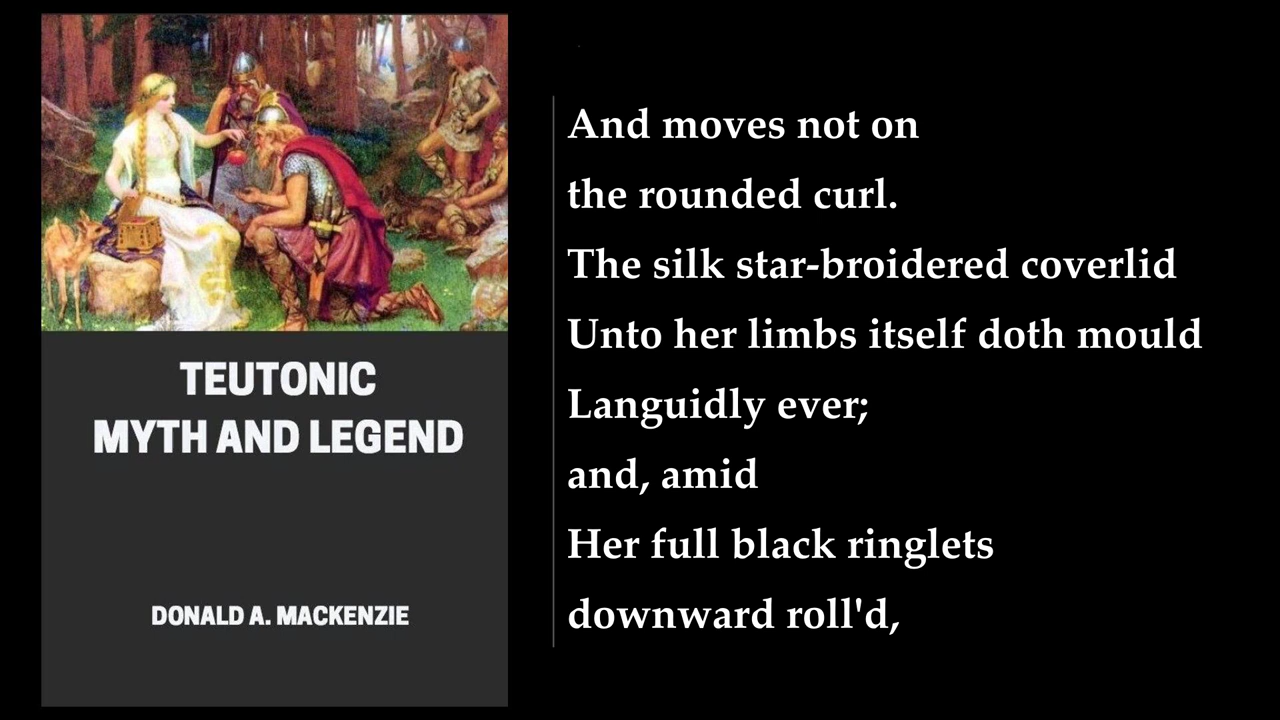 TEUTONIC
MYTH AND LEGEND
DONALD A. MACKENZIE
And moves not on
the rounded curl.
The silk star-broidered coverlid
Unto her limbs itself doth mould
Languidly ever;
and, amid
Her full black ringlets
downward roll'd,